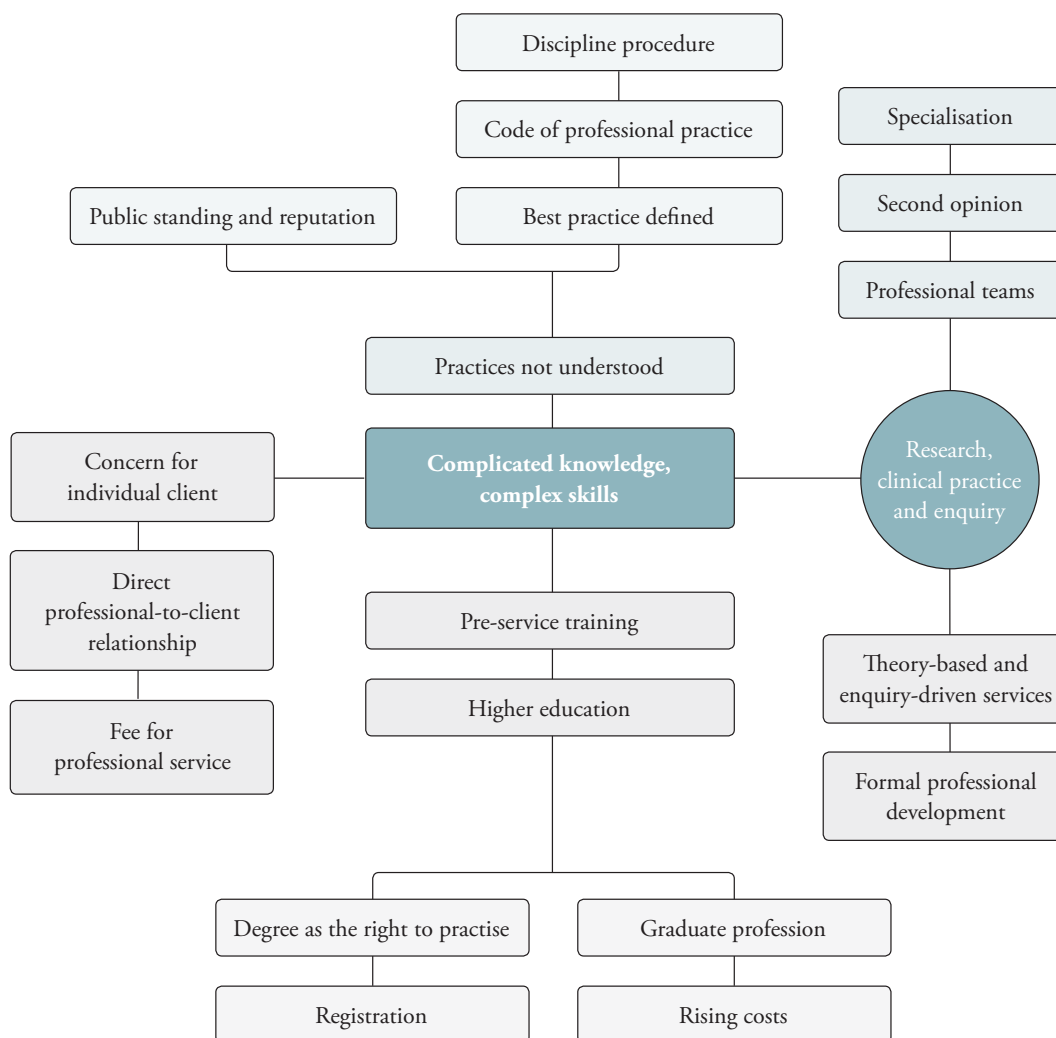 Discipline procedure
Code of professional practice
Specialisation
Public standing and reputation
Best practice defined
Second opinion
Professional teams
Practices not understood
Concern for
individual client
Complicated knowledge,
complex skills
Research,
clinical practice
and enquiry
Direct
professional-to-client
relationship
Pre-service training
Theory-based and
enquiry-driven services
Higher education
Fee for
professional service
Formal professional
development
Degree as the right to practise
Graduate profession
Registration
Rising costs